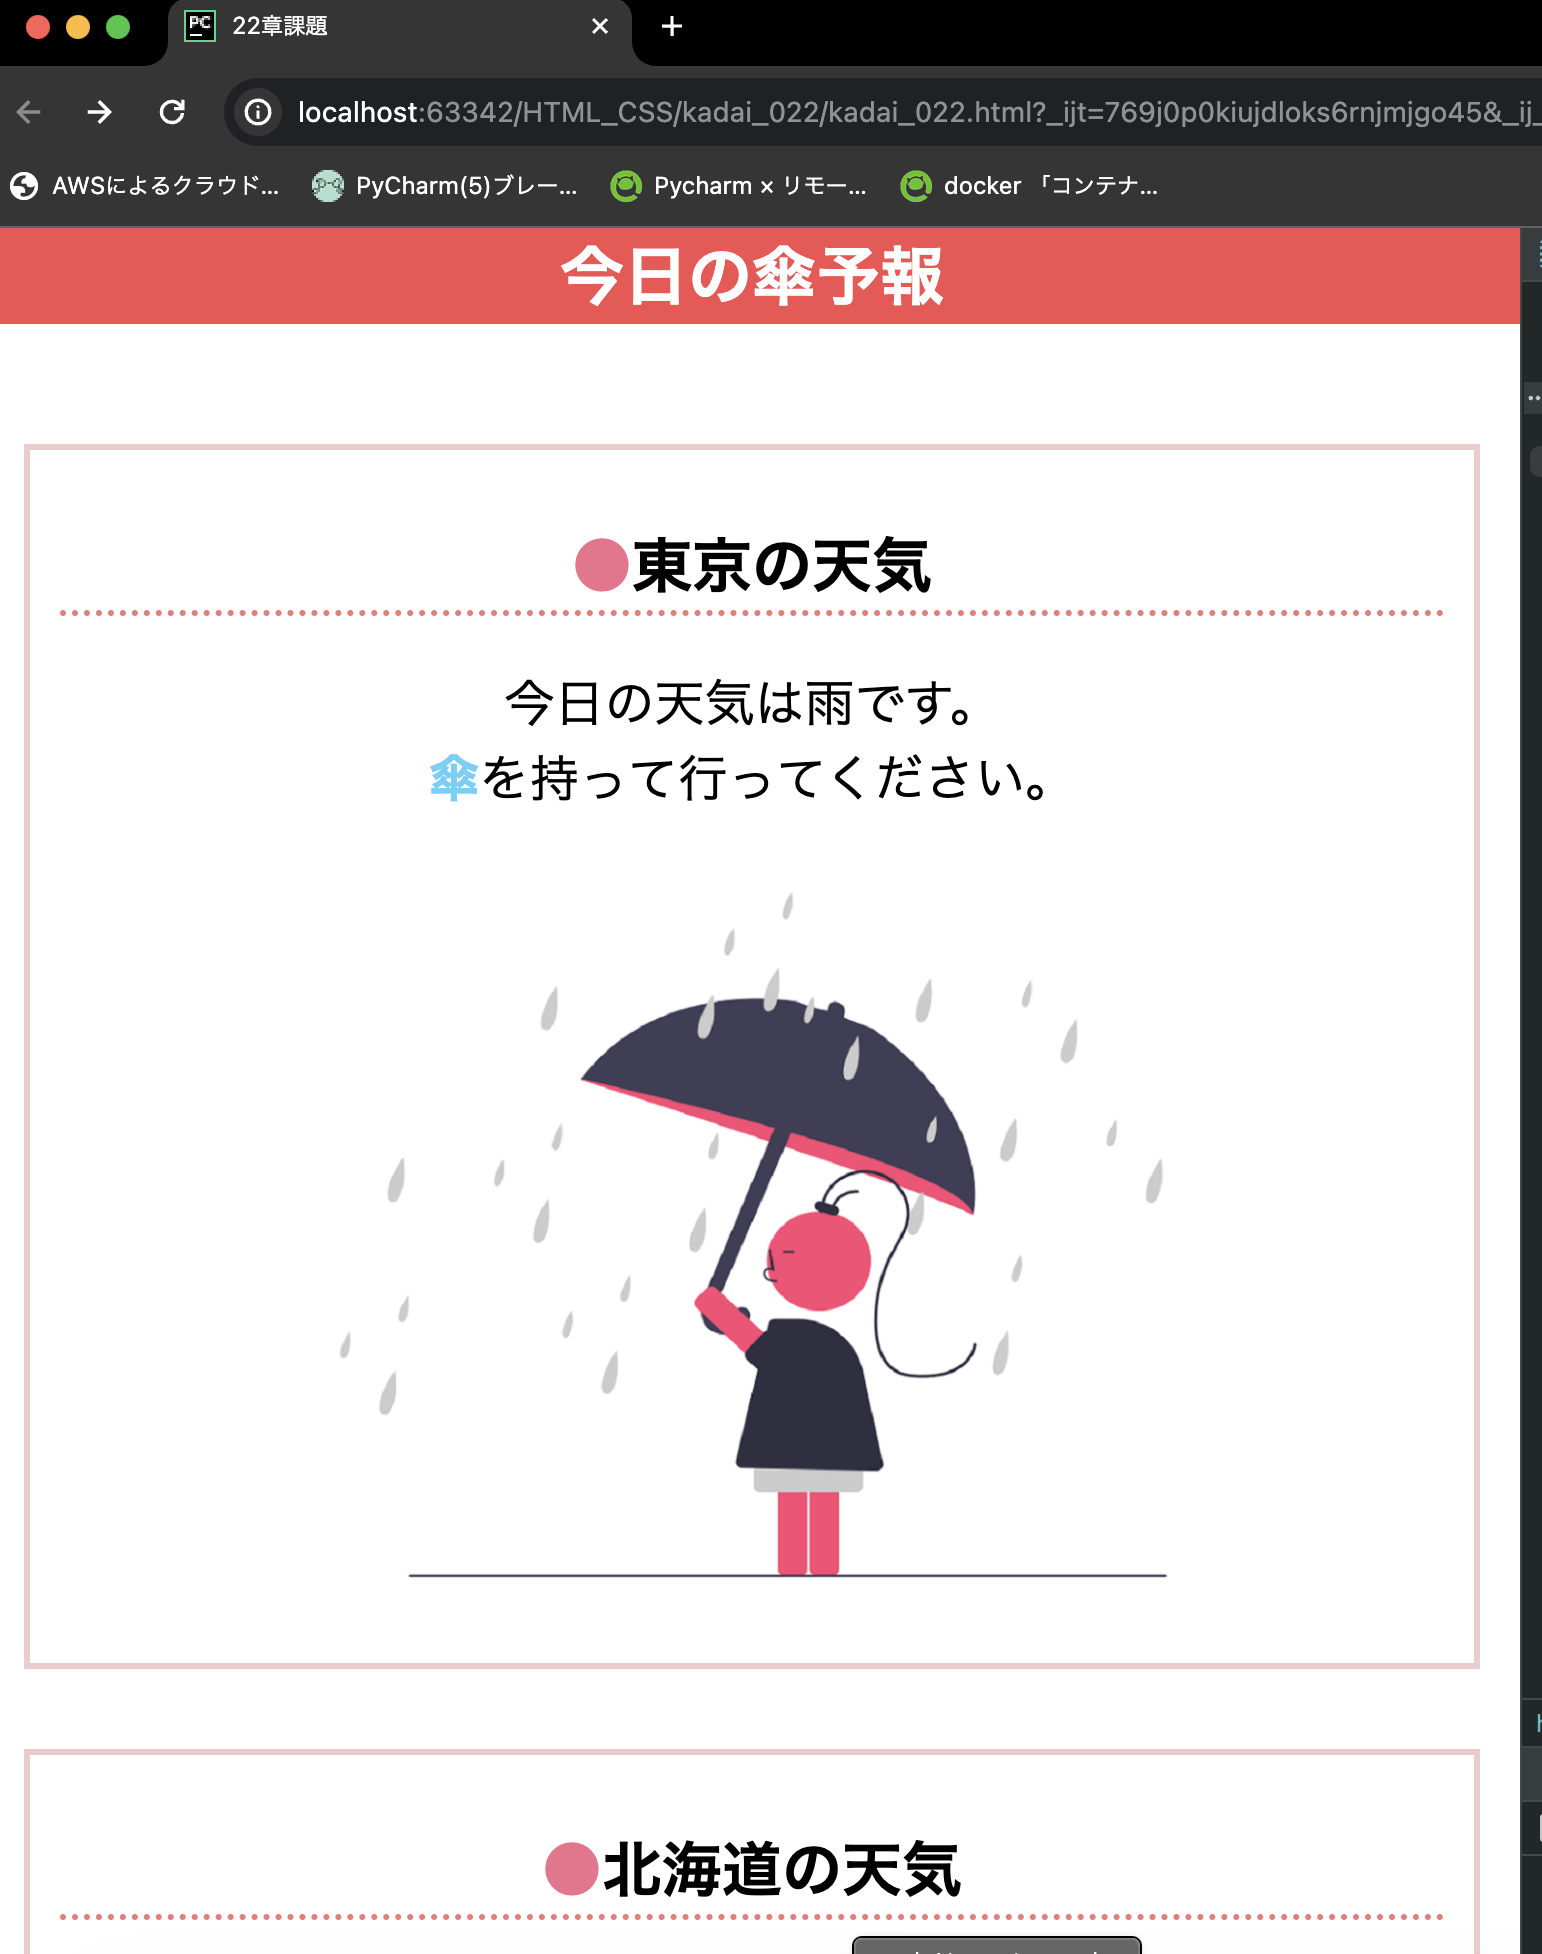 PC
22章課題
localhost:63342/HTML_CSS/kadai_022/kadai_022.html?_ijt=769j0p0kiujdloks6rnjmjgo45&_ij_
AWSによるクラウド...
PyCharm(5)ブレー...
Pycharm × リモー...
docker 「コンテナ...
今日の傘予報
●東京の天気
今日の天気は雨です。
傘を持って行ってください。
●北海道の天気